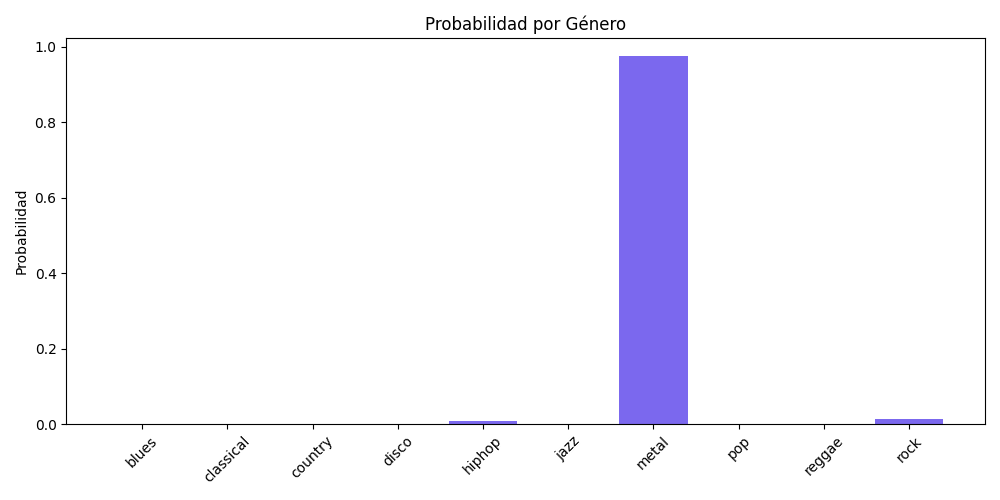 Probabilidad por Género
Probabilidad
1.0
0.8
0.6
0.4
0.2
0.0
blues
classical
country
disco
hiphop
jazz
metal
pop
reggae
rock